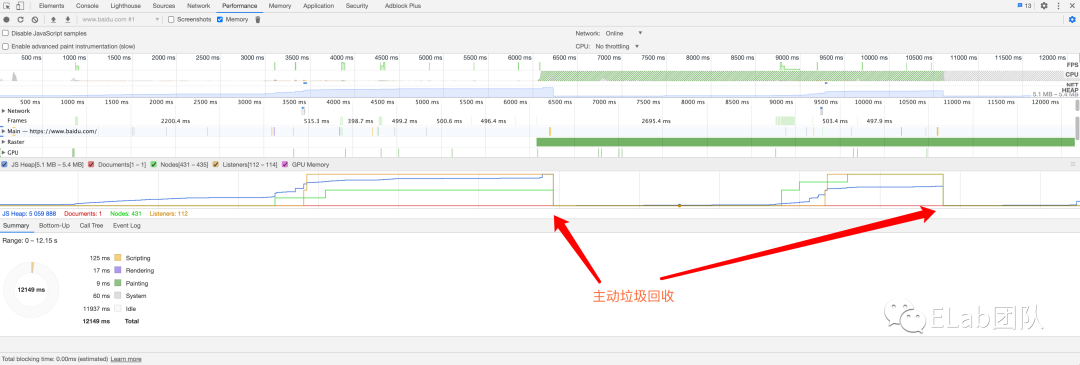 Elements Console Lighthouse Sources Network Performance Memory Application Security Adblock Plus 13
www.baidu.com #1 Screenshots Memory
Disable JavaScript samples Network: Online
Enable advanced paint instrumentation (slow) CPU: No throttling
500 ms 1000 ms 1500 ms 2000 ms 2500 ms 3000 ms 3500 ms 4000 ms 4500 ms 5000 ms 5500 ms 6000 ms 6500 ms 7000 ms 7500 ms 8000 ms 8500 ms 9000 ms 9500 ms 10000 ms 10500 ms 11000 ms 11500 ms 12000 ms
FPS
CPU
NET
HEAP
5.1 MB – 5.4 MB
500 ms 1000 ms 1500 ms 2000 ms 2500 ms 3000 ms 3500 ms 4000 ms 4500 ms 5000 ms 5500 ms 6000 ms 6500 ms 7000 ms 7500 ms 8000 ms 8500 ms 9000 ms 9500 ms 10000 ms 10500 ms 11000 ms 11500 ms 12000 ms
Network
Frames 2200.4 ms 515.3 ms 398.7 ms 499.2 ms 500.6 ms 496.4 ms 2695.4 ms 503.4 ms 497.9 ms
Main — https://www.baidu.com/
Raster
GPU
JS Heap[5.1 MB – 5.4 MB] Documents[1 – 1] Nodes[431 – 435] Listeners[112 – 114] GPU Memory
JS Heap: 5 059 888 Documents: 1 Nodes: 431 Listeners: 112
Summary Bottom-Up Call Tree Event Log
Range: 0 – 12.15 s
125 ms Scripting
17 ms Rendering
9 ms Painting
60 ms System
11937 ms Idle
12149 ms Total
12149 ms
主动垃圾回收
ELab团队
Total blocking time: 0.00ms (estimated) Learn more